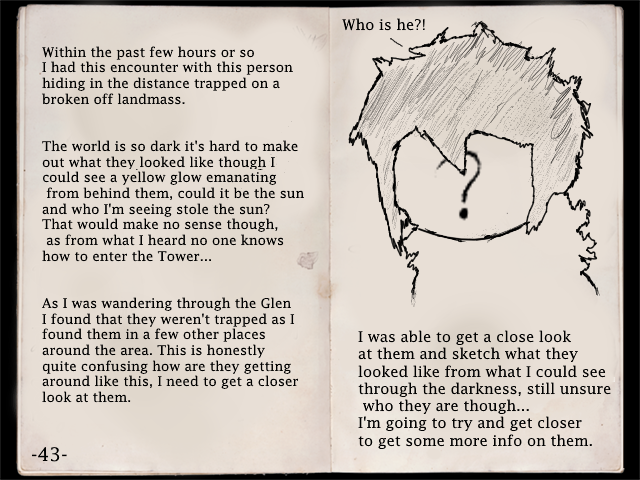 Within the past few hours or so
I had this encounter with this person
hiding in the distance trapped on a
broken off landmass.
The world is so dark it's hard to make
out what they looked like though I
could see a yellow glow emanating
from behind them, could it be the sun
and who I'm seeing stole the sun?
That would make no sense though,
as from what I heard no one knows
how to enter the Tower...
As I was wandering through the Glen
I found that they weren't trapped as I
found them in a few other places
around the area. This is honestly
quite confusing how are they getting
around like this, I need to get a closer
look at them.
-43-
Who is he?!
?
I was able to get a close look
at them and sketch what they
looked like from what I could see
through the darkness, still unsure
who they are though...
I'm going to try and get closer
to get some more info on them.